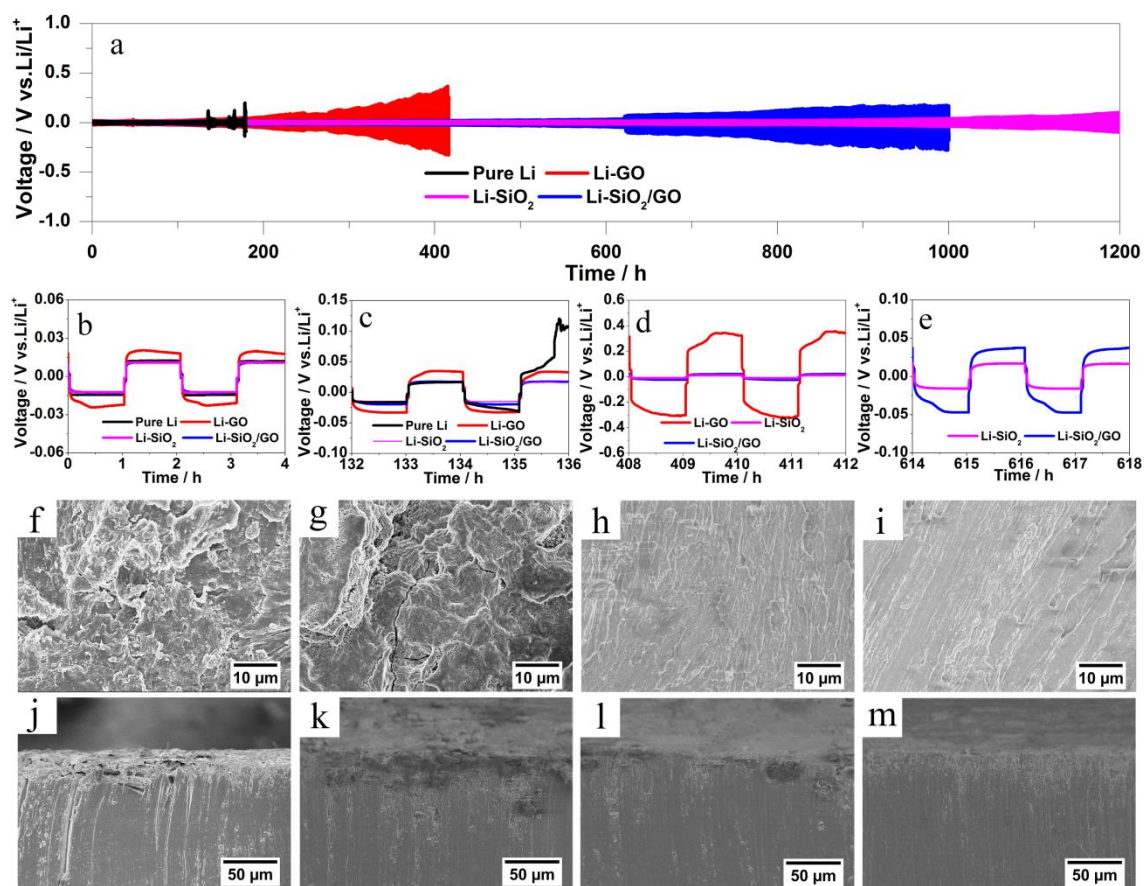 a
Voltage / V vs.Li/Li⁺
1.0
0.5
0.0
-0.5
-1.0
Pure Li Li-GO
Li-SiO₂ Li-SiO₂/GO
0 200 400 600 800 1000 1200
Time / h
b
Voltage / V vs.Li/Li⁺
0.06
0.03
0.00
-0.03
-0.06
Pure Li Li-GO
Li-SiO₂ Li-SiO₂/GO
0 1 2 3 4
Time / h
c
Voltage / V vs.Li/Li⁺
0.15
0.10
0.05
0.00
-0.05
-0.10
Pure Li Li-GO
Li-SiO₂ Li-SiO₂/GO
132 133 134 135 136
Time / h
d
Voltage / V vs.Li/Li⁺
0.6
0.4
0.2
0.0
-0.2
-0.4
-0.6
Li-GO Li-SiO₂
Li-SiO₂/GO
408 409 410 411 412
Time / h
e
Voltage / V vs.Li/Li⁺
0.10
0.05
0.00
-0.05
-0.10
Li-SiO₂ Li-SiO₂/GO
614 615 616 617 618
Time / h
f
10 µm
g
10 µm
h
10 µm
i
10 µm
j
50 µm
k
50 µm
l
50 µm
m
50 µm